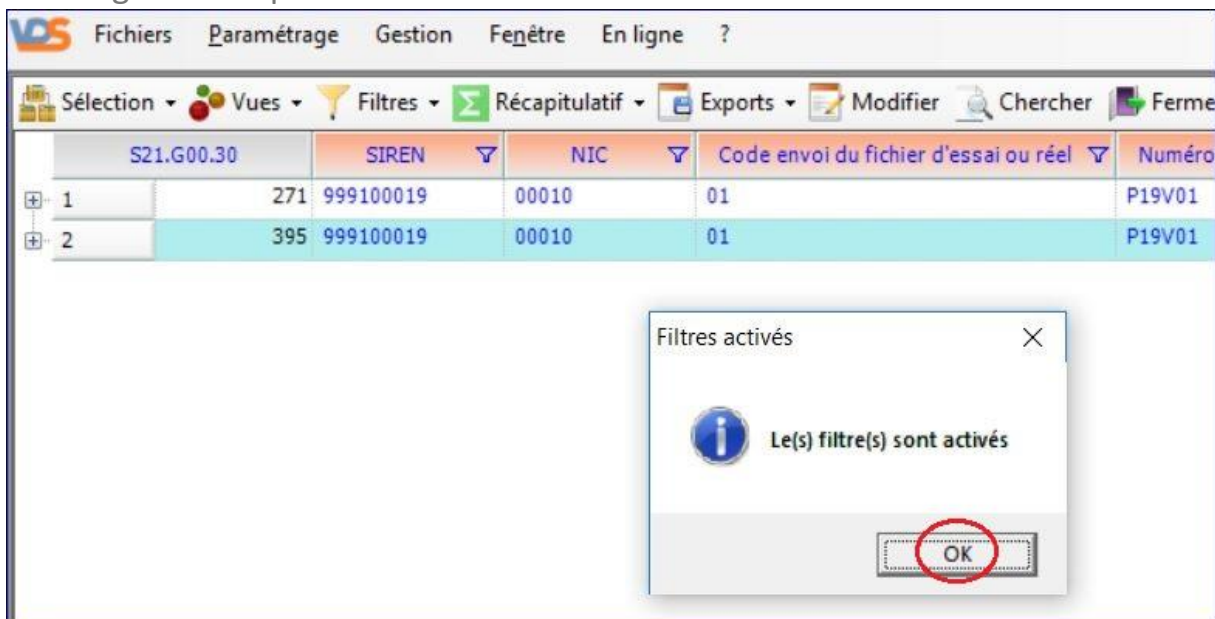 VDS Fichiers Paramétrage Gestion Fenêtre En ligne ?
Sélection Vues Filtres Récapitulatif Exports Modifier Chercher Ferme
S21.G00.30 SIREN NIC Code envoi du fichier d'essai ou réel Numéro
1 271 999100019 00010 01 P19V01
2 395 999100019 00010 01 P19V01
Filtres activés
Le(s) filtre(s) sont activés
OK